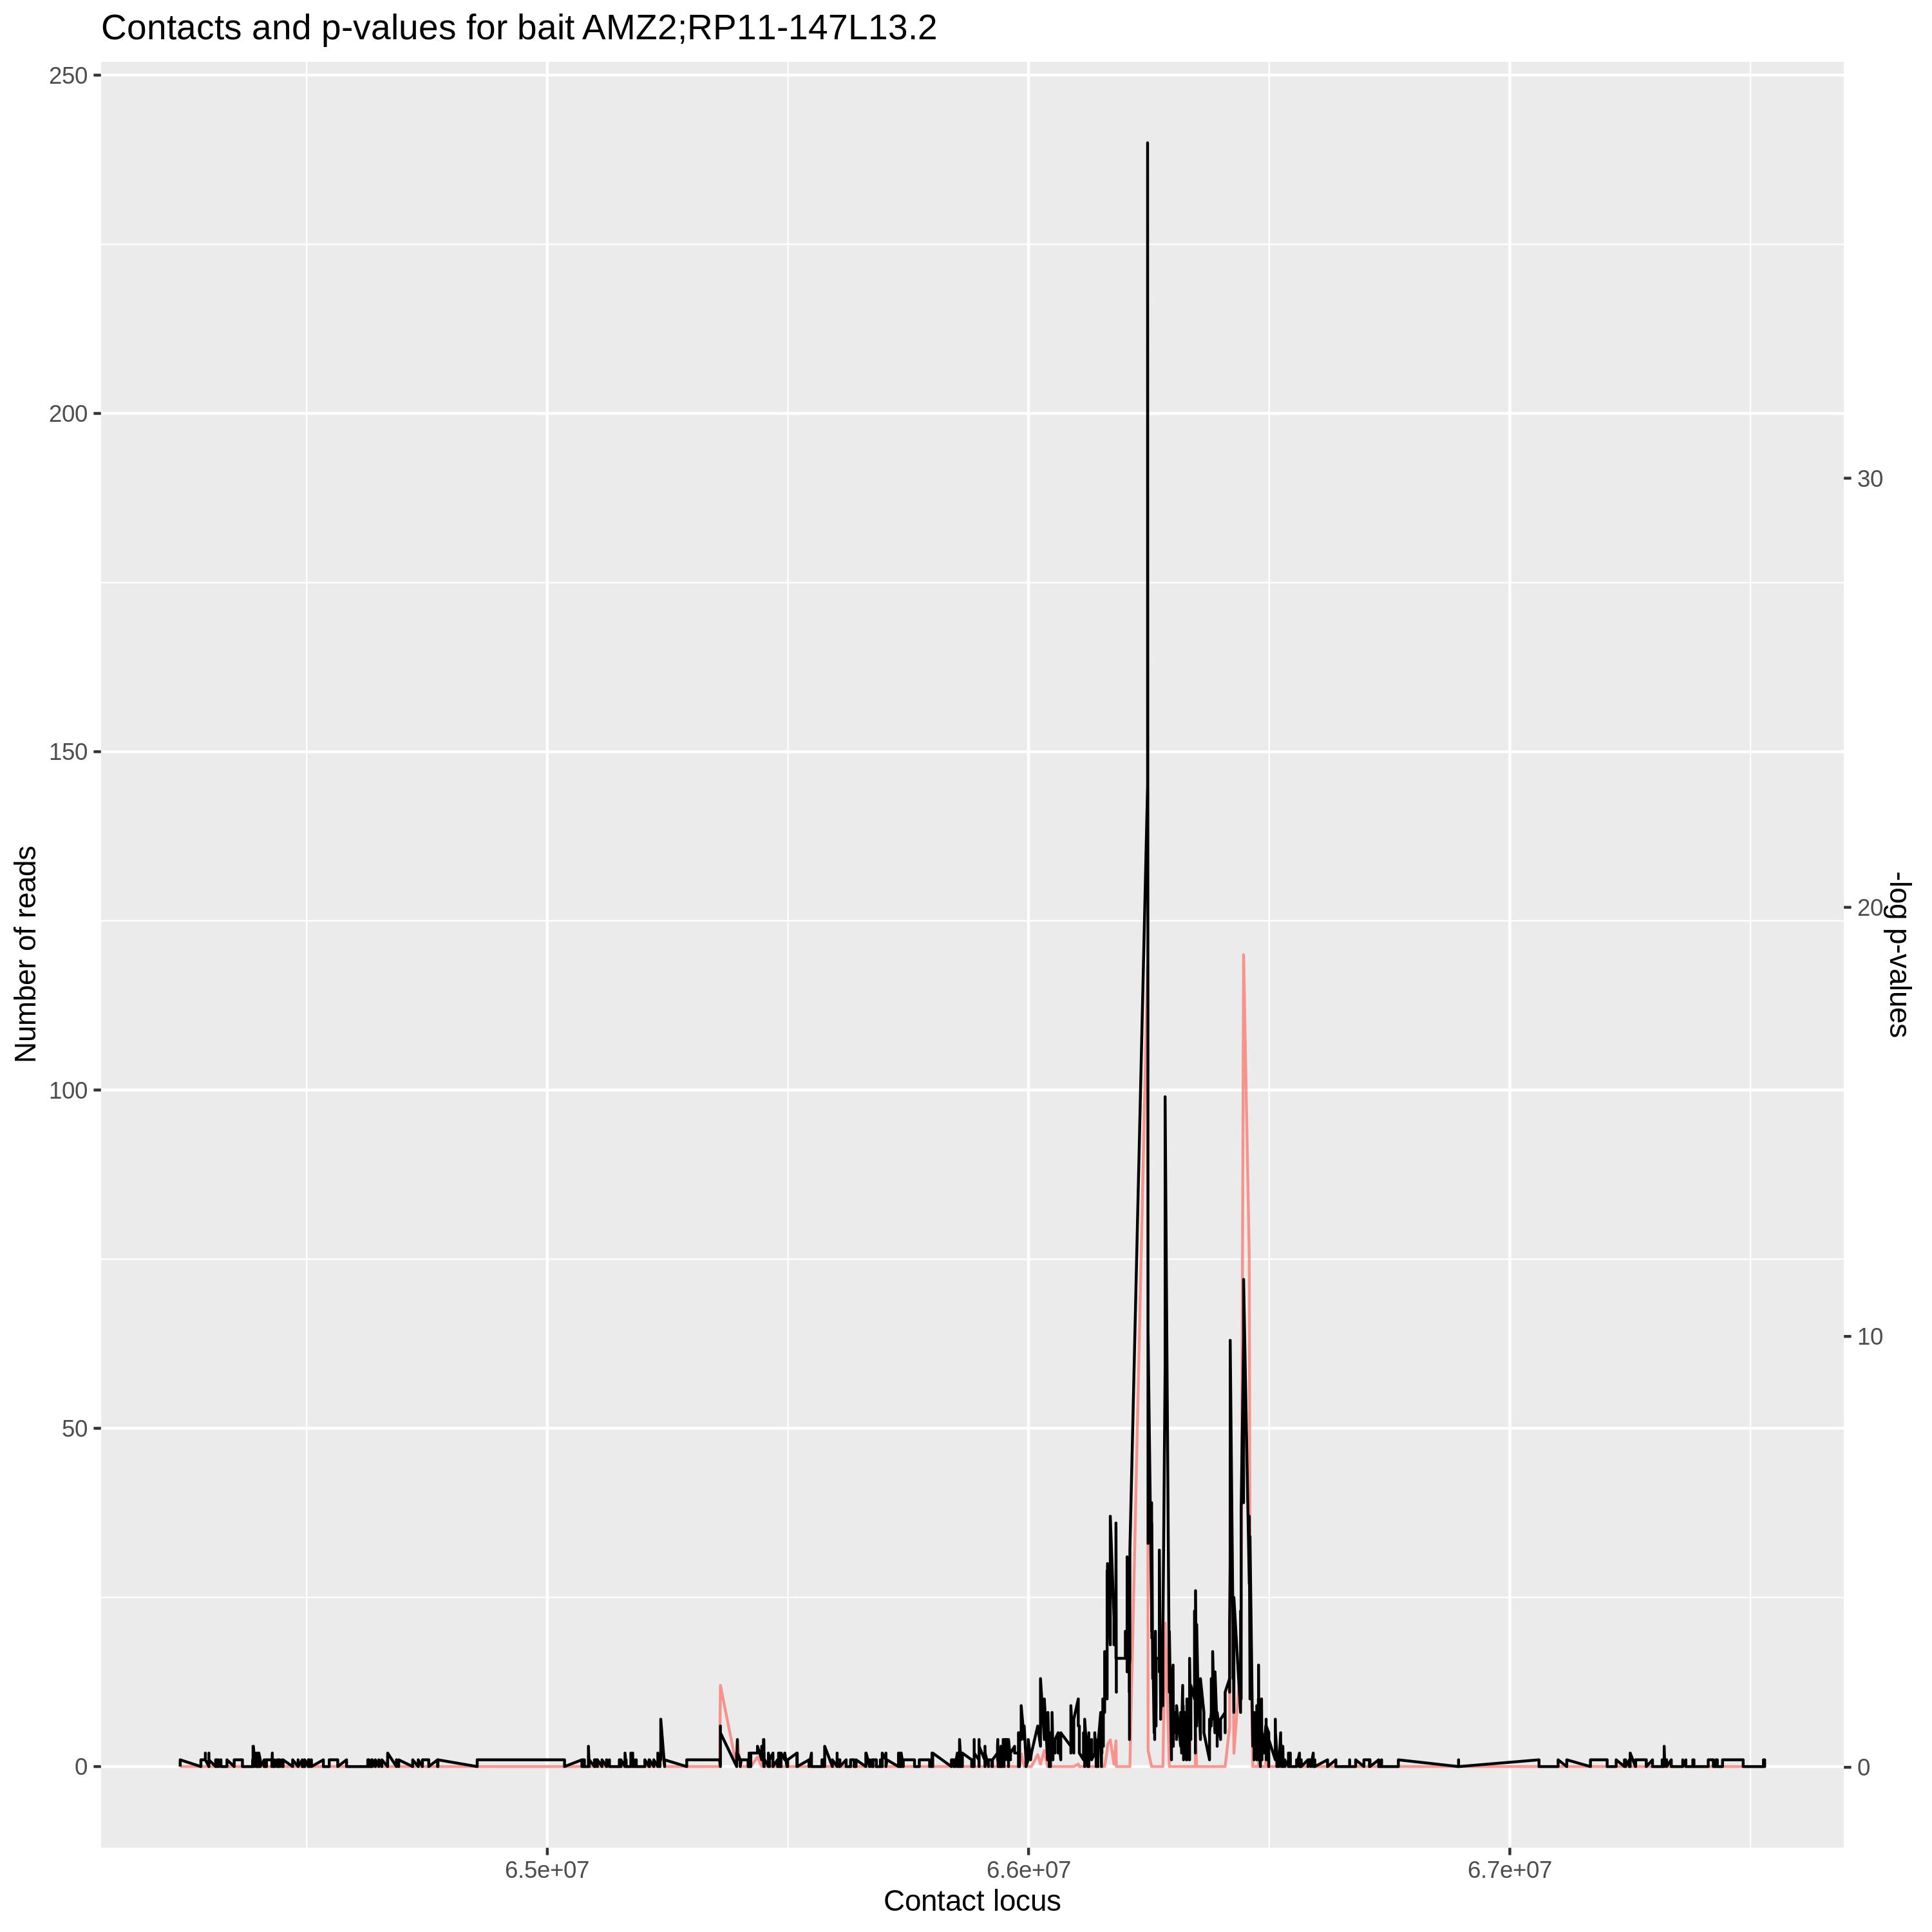 Contacts and p-values for bait AMZ2;RP11-147L13.2
250
200
150
100
50
0
Number of reads
30
20
10
0
-log p-values
6.5e+07
6.6e+07
6.7e+07
Contact locus